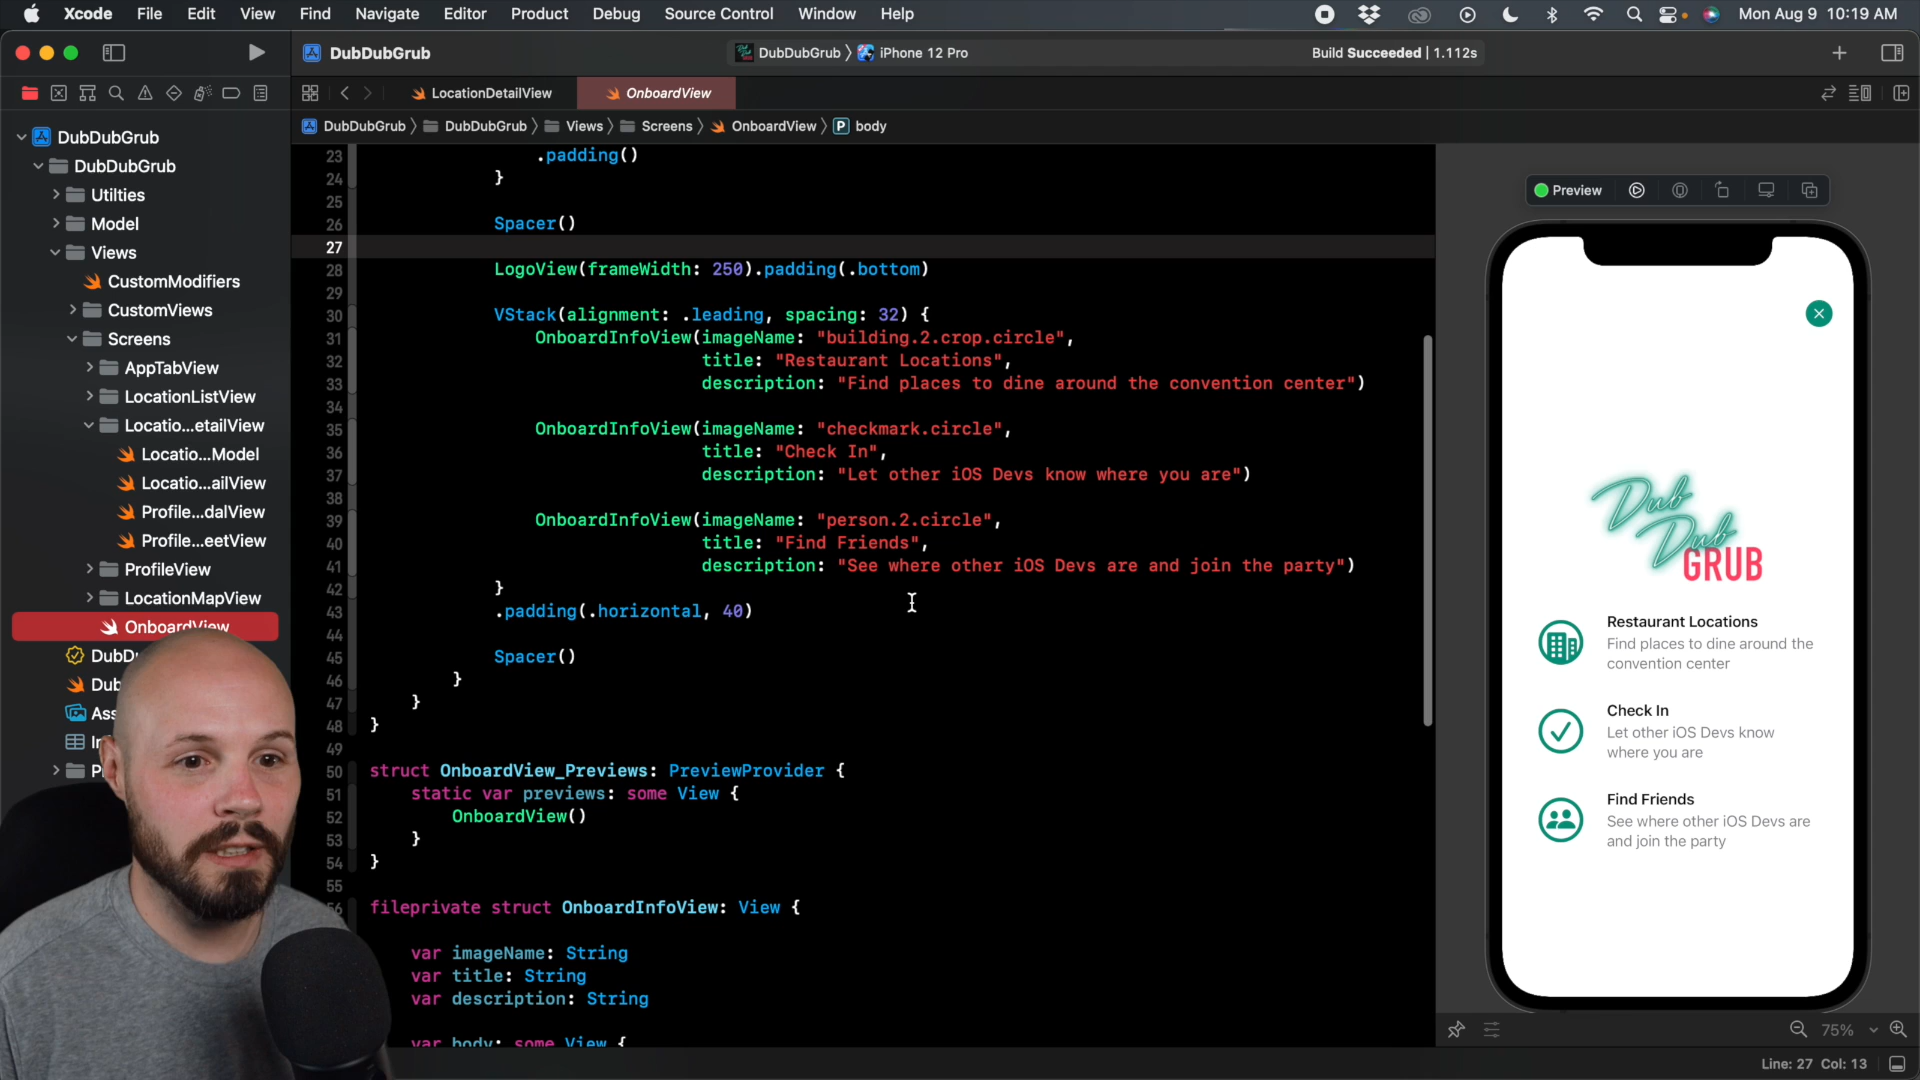 Xcode File Edit View Find Navigate Editor Product Debug Source Control Window Help Mon Aug 9 10:19 AM
DubDubGrub DubDubGrub iPhone 12 Pro Build Succeeded | 1.112s
LocationDetailView OnboardView
DubDubGrub DubDubGrub Views Screens OnboardView P body
DubDubGrub
DubDubGrub
Utilties
Model
Views
CustomModifiers
CustomViews
Screens
AppTabView
LocationListView
Locatio...etailView
Locatio...Model
Locatio...ailView
Profile...dalView
Profile...eetView
ProfileView
LocationMapView
OnboardView
DubDu
Dub
Ass
23 .padding()
24 }
25
26 Spacer()
27
28 LogoView(frameWidth: 250).padding(.bottom)
29
30 VStack(alignment: .leading, spacing: 32) {
31 OnboardInfoView(imageName: "building.2.crop.circle",
32 title: "Restaurant Locations",
33 description: "Find places to dine around the convention center")
34
35 OnboardInfoView(imageName: "checkmark.circle",
36 title: "Check In",
37 description: "Let other iOS Devs know where you are")
38
39 OnboardInfoView(imageName: "person.2.circle",
40 title: "Find Friends",
41 description: "See where other iOS Devs are and join the party")
42 }
43 .padding(.horizontal, 40)
44
45 Spacer()
46 }
47 }
48 }
49
50 struct OnboardView_Previews: PreviewProvider {
51 static var previews: some View {
52 OnboardView()
53 }
54 }
55
56 fileprivate struct OnboardInfoView: View {
var imageName: String
var title: String
var description: String
var body: some View {
Preview
Dub
Dub
GRUB
Restaurant Locations
Find places to dine around the
convention center
Check In
Let other iOS Devs know
where you are
Find Friends
See where other iOS Devs are
and join the party
75%
Line: 27 Col: 13